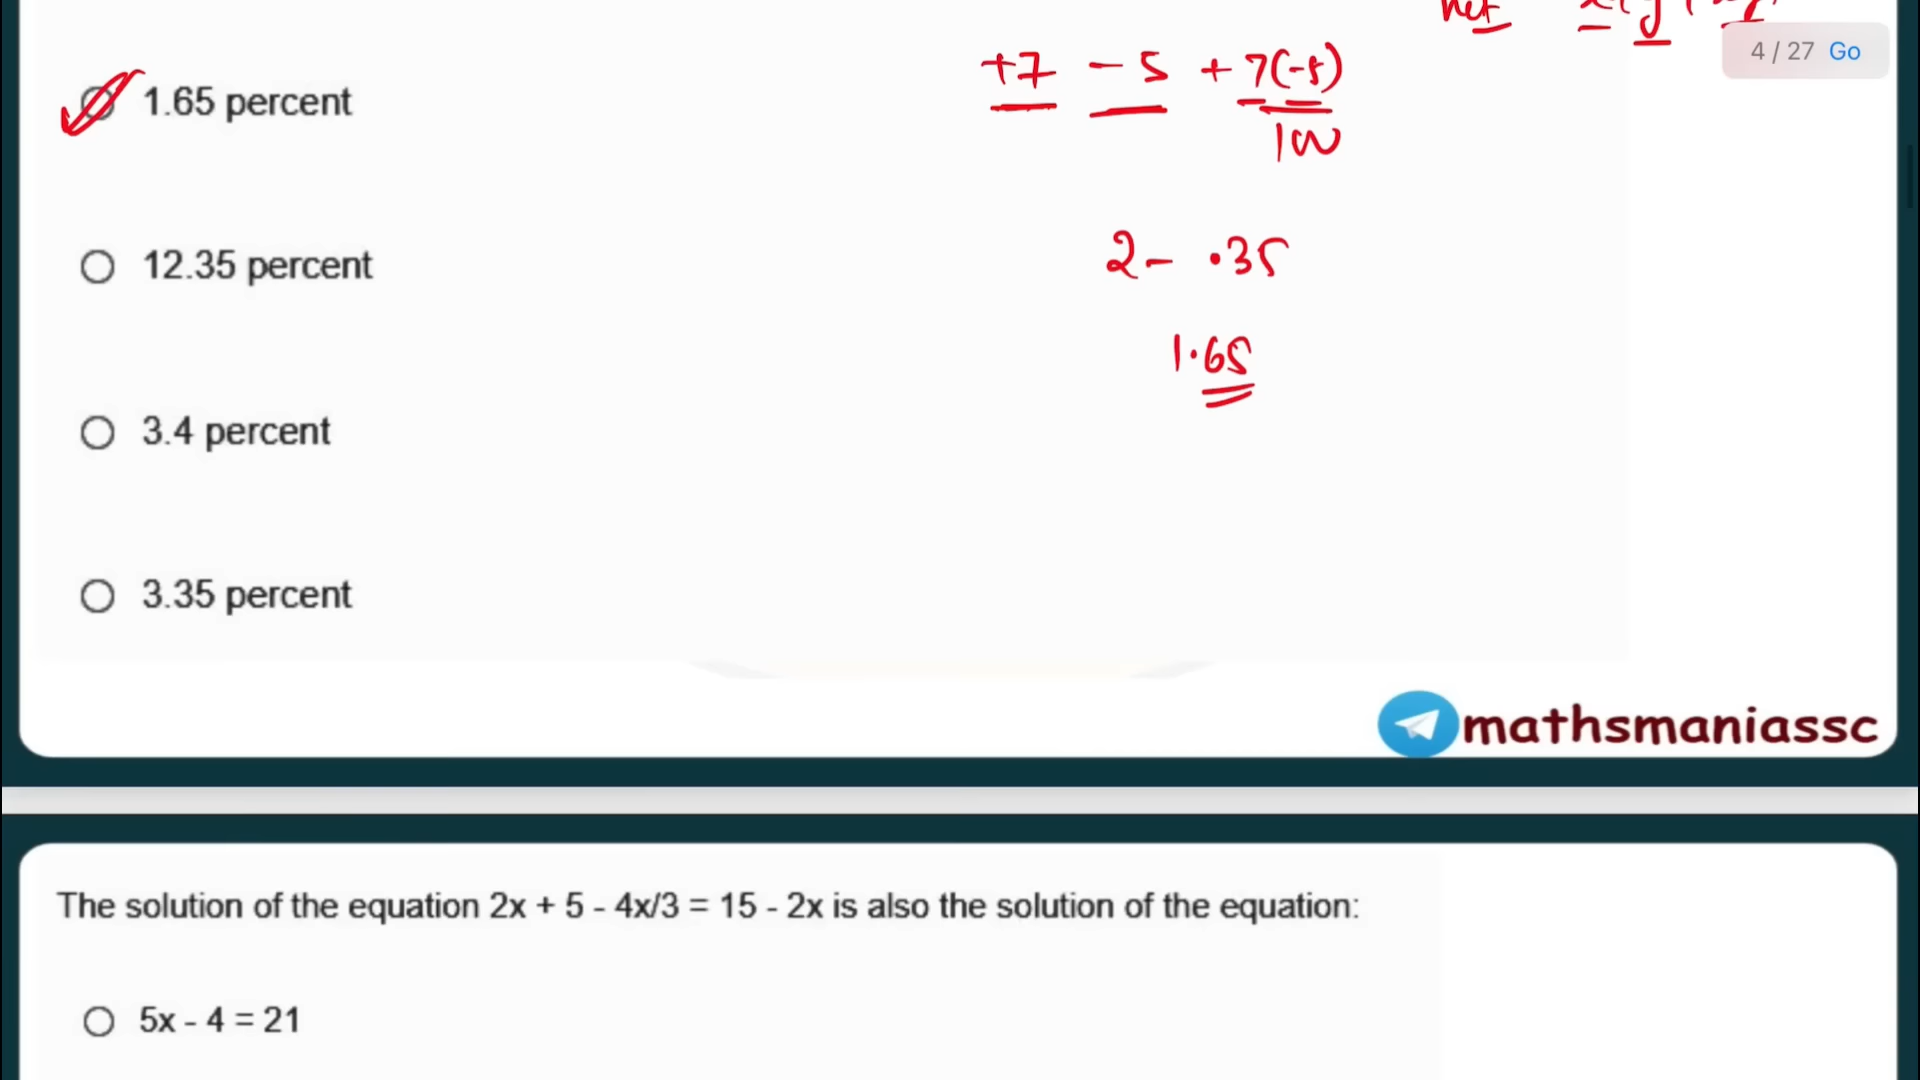 net
4 / 27 Go
+7 - 5 + 7(-5)
100
1.65 percent
2 - .35
12.35 percent
1.65
3.4 percent
3.35 percent
mathsmaniassc
The solution of the equation 2x + 5 - 4x/3 = 15 - 2x is also the solution of the equation:
5x - 4 = 21